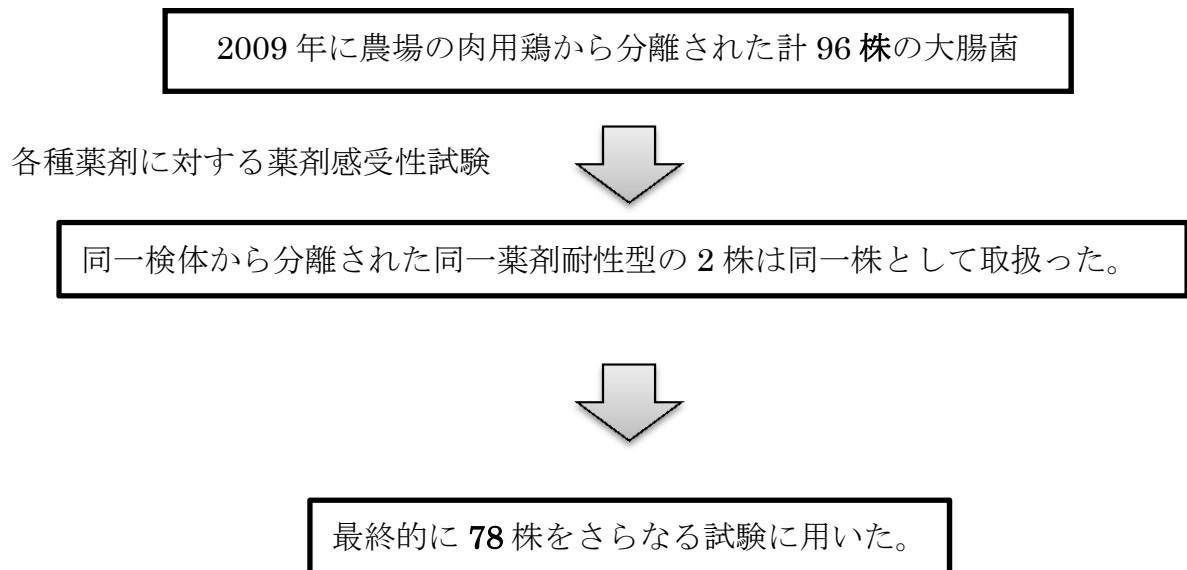 2009 年に農場の肉用鶏から分離された計 96 株の大腸菌
各種薬剤に対する薬剤感受性試験
同一検体から分離された同一薬剤耐性型の 2 株は同一株として取扱った。
最終的に 78 株をさらなる試験に用いた。